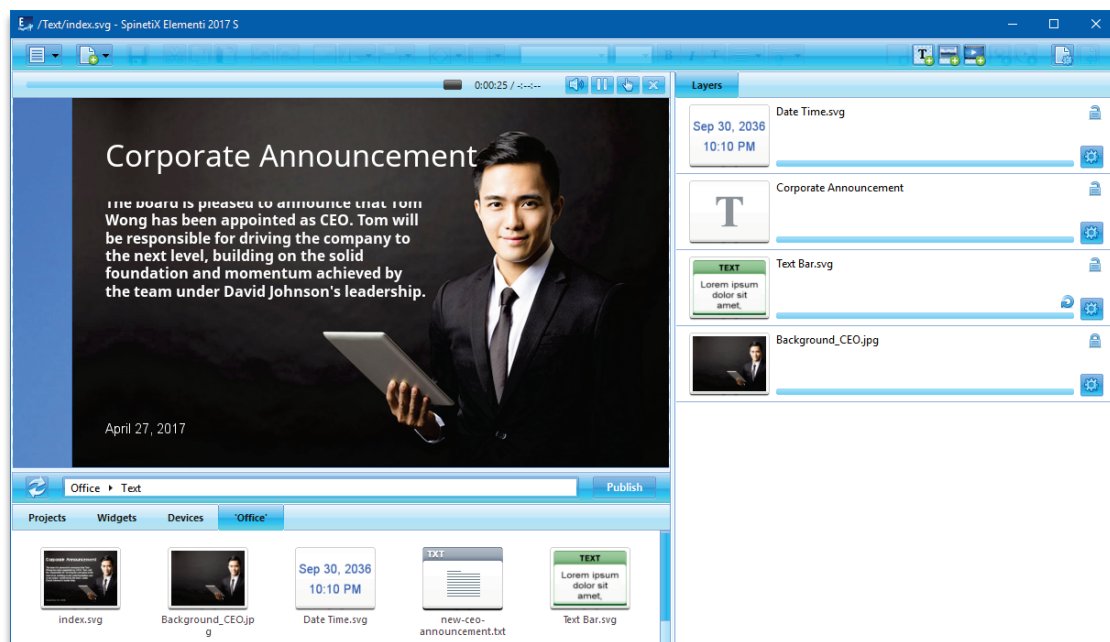 /Text/index.svg - SpinetiX Elementi 2017 S
0:00:25 / -:--:--
Corporate Announcement
The board is pleased to announce that Tom
Wong has been appointed as CEO. Tom will
be responsible for driving the company to
the next level, building on the solid
foundation and momentum achieved by
the team under David Johnson's leadership.
April 27, 2017
Office Text
Publish
Projects Widgets Devices 'Office'
index.svg
Background_CEO.jp
g
Sep 30, 2036
10:10 PM
Date Time.svg
TXT
new-ceo-
announcement.txt
TEXT
Lorem ipsum
dolor sit
amet,
Text Bar.svg
Layers
Sep 30, 2036
10:10 PM
Date Time.svg
T
Corporate Announcement
TEXT
Lorem ipsum
dolor sit
amet,
Text Bar.svg
Background_CEO.jpg